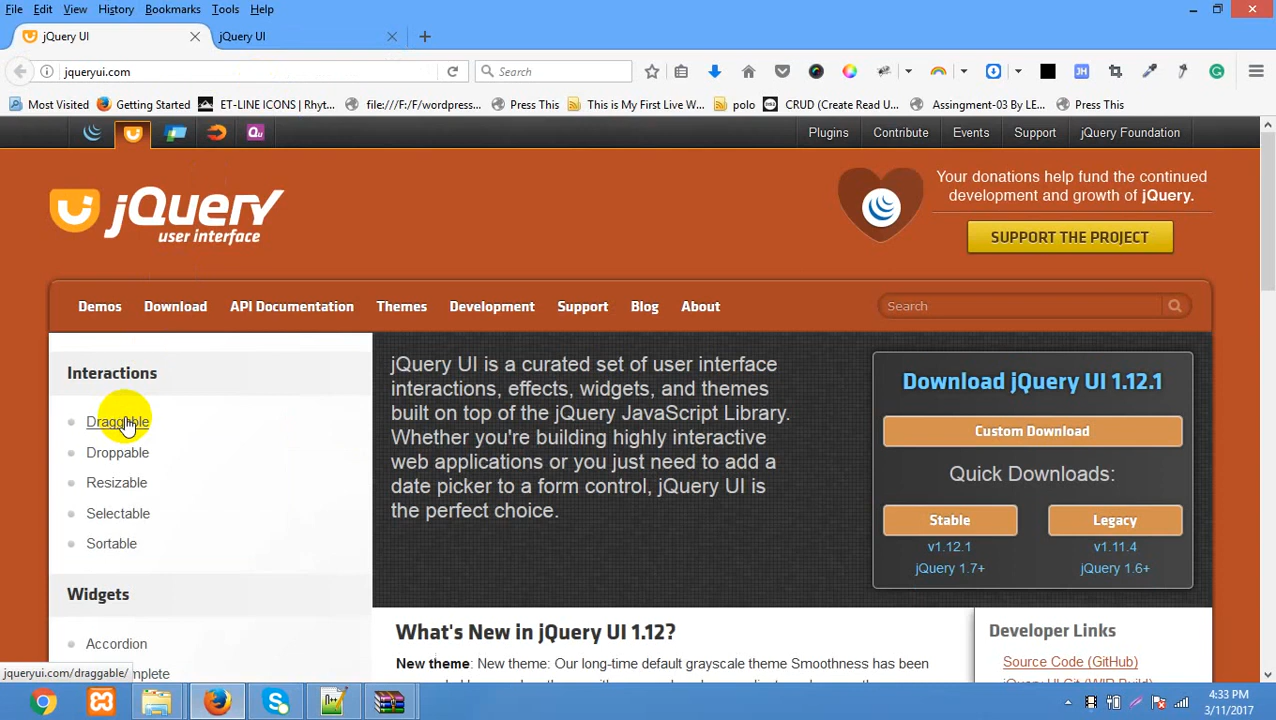 File Edit View History Bookmarks Tools Help
jQuery UI
jQuery UI
jqueryui.com
Search
Most Visited
Getting Started
ET-LINE ICONS | Rhyt...
file:///F:/F/wordpress...
Press This
This is My First Live W...
polo
CRUD (Create Read U...
Assingment-03 By LE...
Press This
Qu
Plugins
Contribute
Events
Support
jQuery Foundation
jQuery
user interface
Your donations help fund the continued
development and growth of jQuery.
SUPPORT THE PROJECT
Demos
Download
API Documentation
Themes
Development
Support
Blog
About
Search
Interactions
Draggable
Droppable
Resizable
Selectable
Sortable
Widgets
Accordion
mplete
jqueryui.com/draggable/
jQuery UI is a curated set of user interface
interactions, effects, widgets, and themes
built on top of the jQuery JavaScript Library.
Whether you're building highly interactive
web applications or you just need to add a
date picker to a form control, jQuery UI is
the perfect choice.
Download jQuery UI 1.12.1
Custom Download
Quick Downloads:
Stable
Legacy
v1.12.1
v1.11.4
jQuery 1.7+
jQuery 1.6+
What's New in jQuery UI 1.12?
New theme: New theme: Our long-time default grayscale theme Smoothness has been
Developer Links
Source Code (GitHub)
JH
4:33 PM
3/11/2017